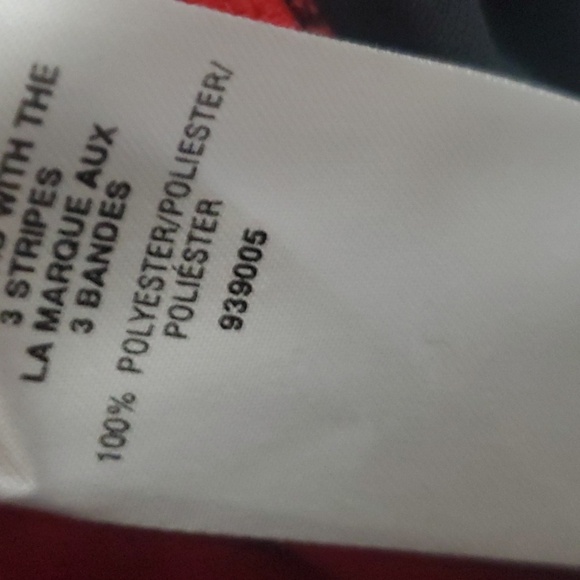 WITH THE
3 STRIPES
LA MARQUE AUX
3 BANDES
100% POLYESTER/POLIESTER/
POLIÉSTER
939005